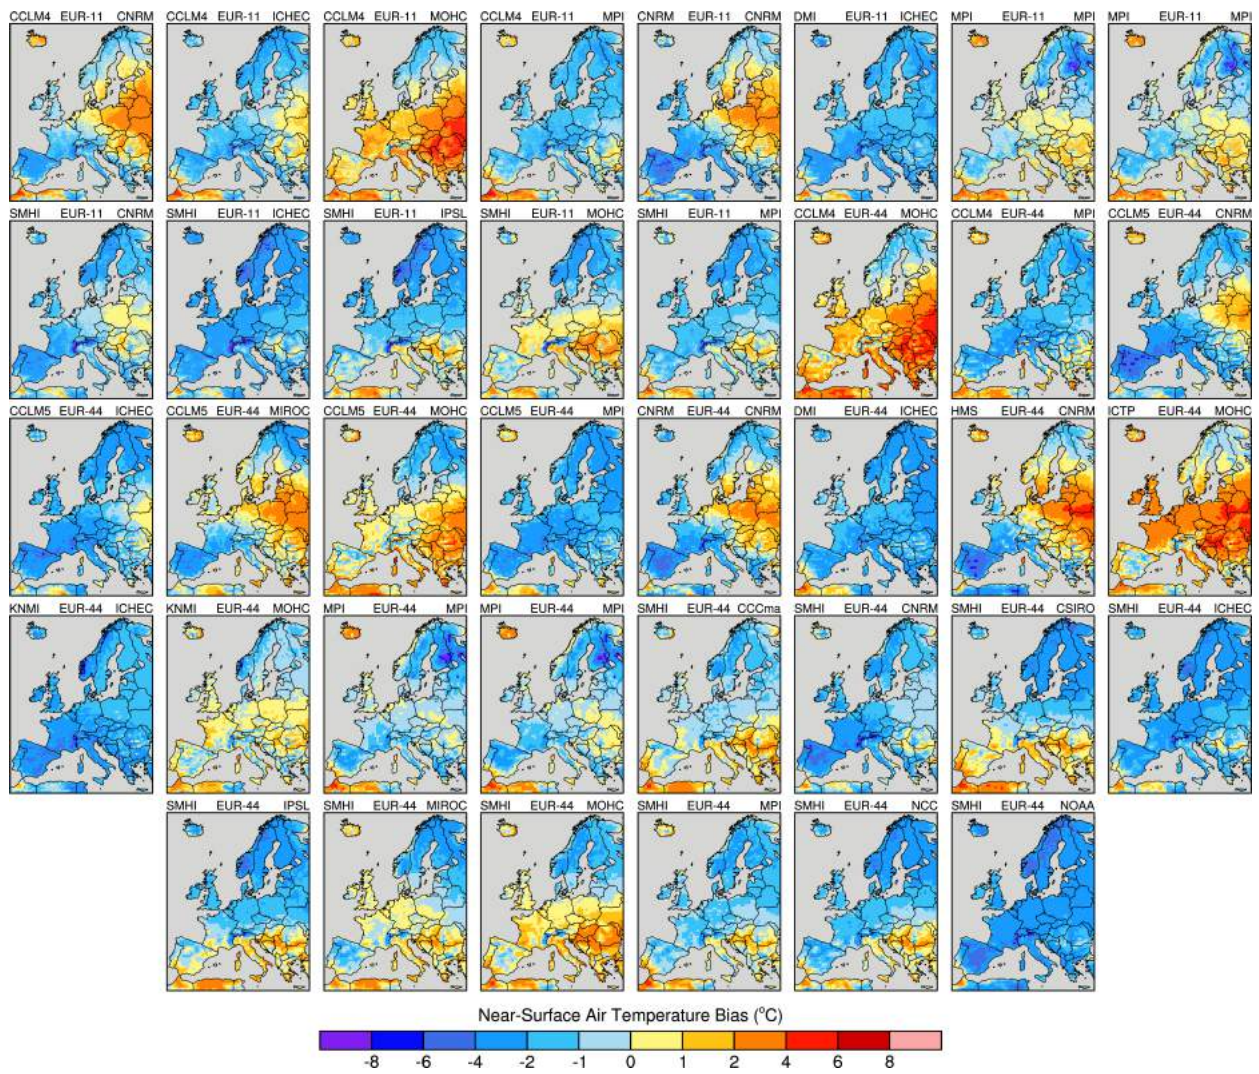 CCLM4 EUR-11 CNRM CCLM4 EUR-11 ICHEC CCLM4 EUR-11 MOHC CCLM4 EUR-11 MPI CNRM EUR-11 CNRM DMI EUR-11 ICHEC MPI EUR-11 MPI MPI EUR-11 MPI
SMHI EUR-11 CNRM SMHI EUR-11 ICHEC SMHI EUR-11 IPSL SMHI EUR-11 MOHC SMHI EUR-11 MPI CCLM4 EUR-44 MOHC CCLM4 EUR-44 MPI CCLM5 EUR-44 CNRM
CCLM5 EUR-44 ICHEC CCLM5 EUR-44 MIROC CCLM5 EUR-44 MOHC CCLM5 EUR-44 MPI CNRM EUR-44 CNRM DMI EUR-44 ICHEC HMS EUR-44 CNRM ICTP EUR-44 MOHC
KNMI EUR-44 ICHEC KNMI EUR-44 MOHC MPI EUR-44 MPI MPI EUR-44 MPI SMHI EUR-44 CCCma SMHI EUR-44 CNRM SMHI EUR-44 CSIRO SMHI EUR-44 ICHEC
SMHI EUR-44 IPSL SMHI EUR-44 MIROC SMHI EUR-44 MOHC SMHI EUR-44 MPI SMHI EUR-44 NCC SMHI EUR-44 NOAA
Near-Surface Air Temperature Bias (°C)
-8 -6 -4 -2 -1 0 1 2 4 6 8